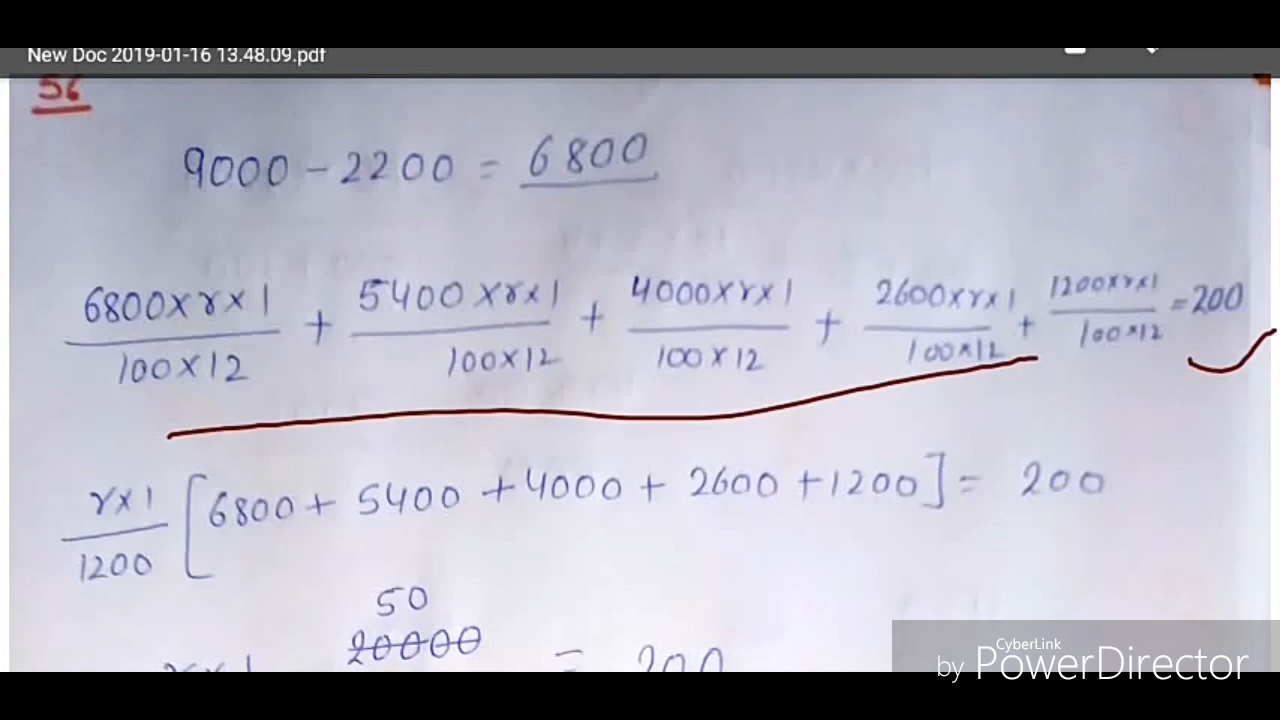 New Doc 2019-01-16 13.48.09.pdf
56
9000 - 2200 = 6800
6800×r×1/100×12 + 5400×r×1/100×12 + 4000×r×1/100×12 + 2600×r×1/100×12 + 1200×r×1/100×12 = 200
r×1/1200 [6800 + 5400 + 4000 + 2600 + 1200] = 200
50
20000 = 200
CyberLink
by PowerDirector